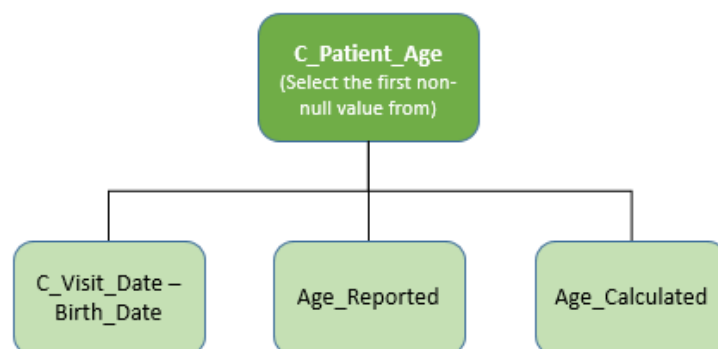 C_Patient_Age
(Select the first non-
null value from)
C_Visit_Date –
Birth_Date
Age_Reported
Age_Calculated